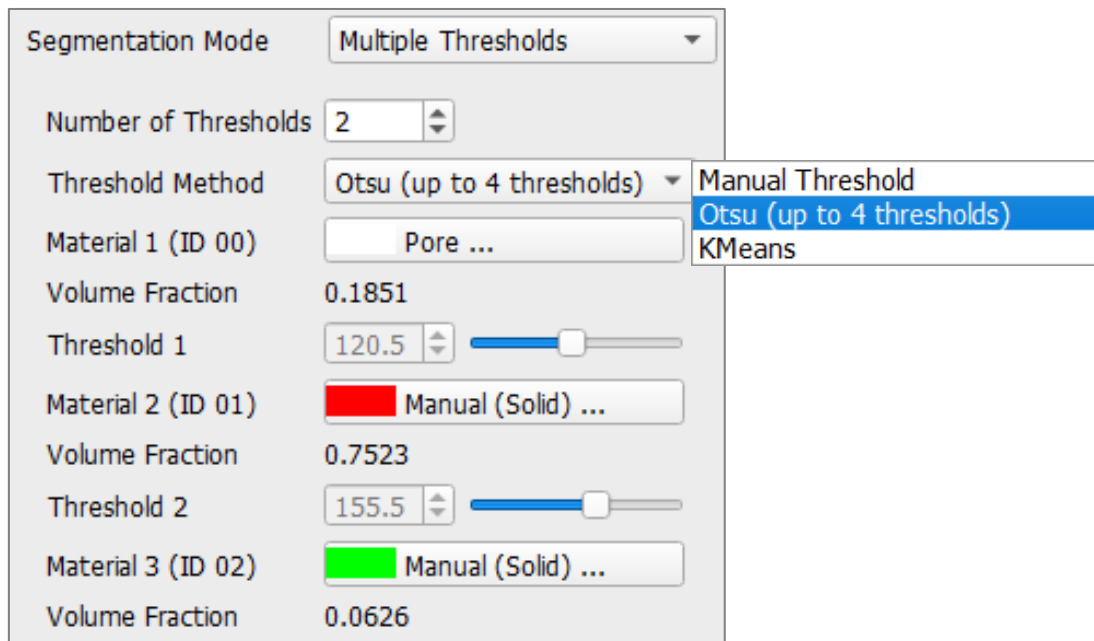 Segmentation Mode Multiple Thresholds
Number of Thresholds 2
Threshold Method Otsu (up to 4 thresholds)
Manual Threshold
Otsu (up to 4 thresholds)
KMeans
Material 1 (ID 00) Pore ...
Volume Fraction 0.1851
Threshold 1 120.5
Material 2 (ID 01) Manual (Solid) ...
Volume Fraction 0.7523
Threshold 2 155.5
Material 3 (ID 02) Manual (Solid) ...
Volume Fraction 0.0626